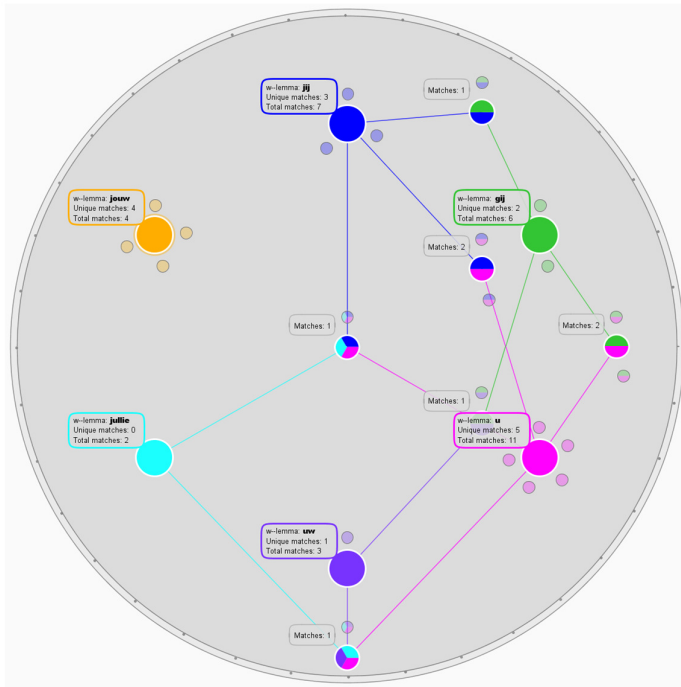 w--lemma: jij
Unique matches: 3
Total matches: 7
Matches: 1
w--lemma: jouw
Unique matches: 4
Total matches: 4
w--lemma: gij
Unique matches: 2
Total matches: 6
Matches: 2
Matches: 1
Matches: 2
Matches: 1
w--lemma: jullie
Unique matches: 0
Total matches: 2
w--lemma: u
Unique matches: 5
Total matches: 11
w--lemma: uw
Unique matches: 1
Total matches: 3
Matches: 1